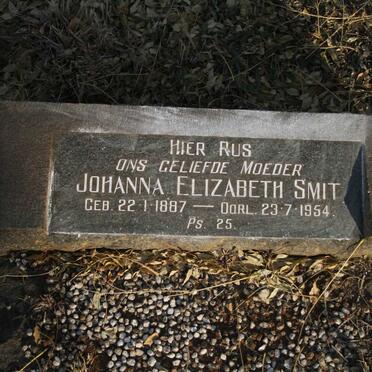 HIER RUS
ONS GELIEFDE MOEDER
JOHANNA ELIZABETH SMIT
GEB. 22·1·1887 — OORL. 23·7·1954.
PS. 25.